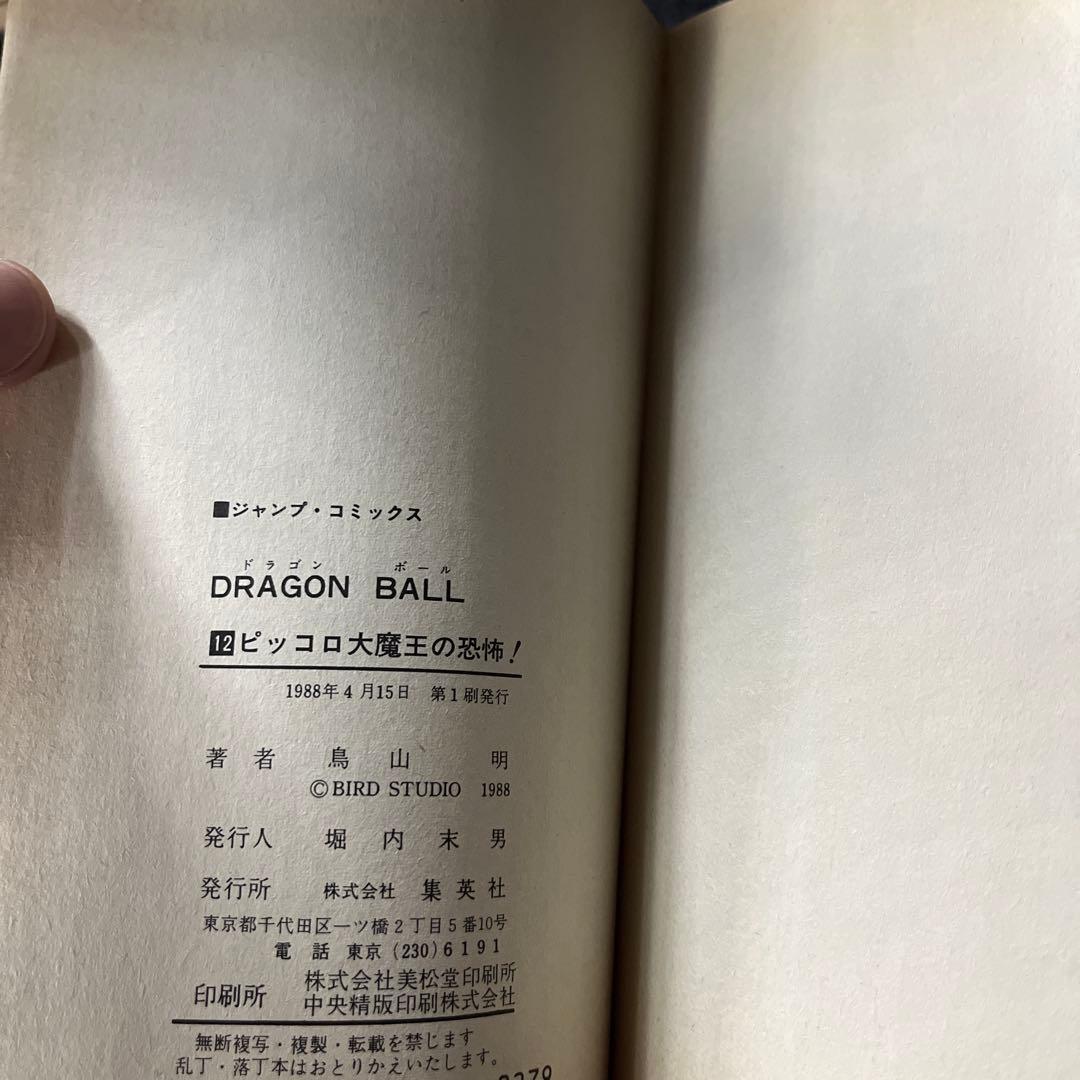 ■ジャンプ・コミックス
ドラゴン ボール
DRAGON BALL
12ピッコロ大魔王の恐怖!
1988年4月15日 第1刷発行
著者 鳥山 明
©BIRD STUDIO 1988
発行人 堀内末男
発行所 株式会社 集英社
東京都千代田区一ツ橋2丁目5番10号
電話 東京(230)6191
印刷所 株式会社美松堂印刷所
中央精版印刷株式会社
無断複写・複製・転載を禁じます
乱丁・落丁本はおとりかえいたします。